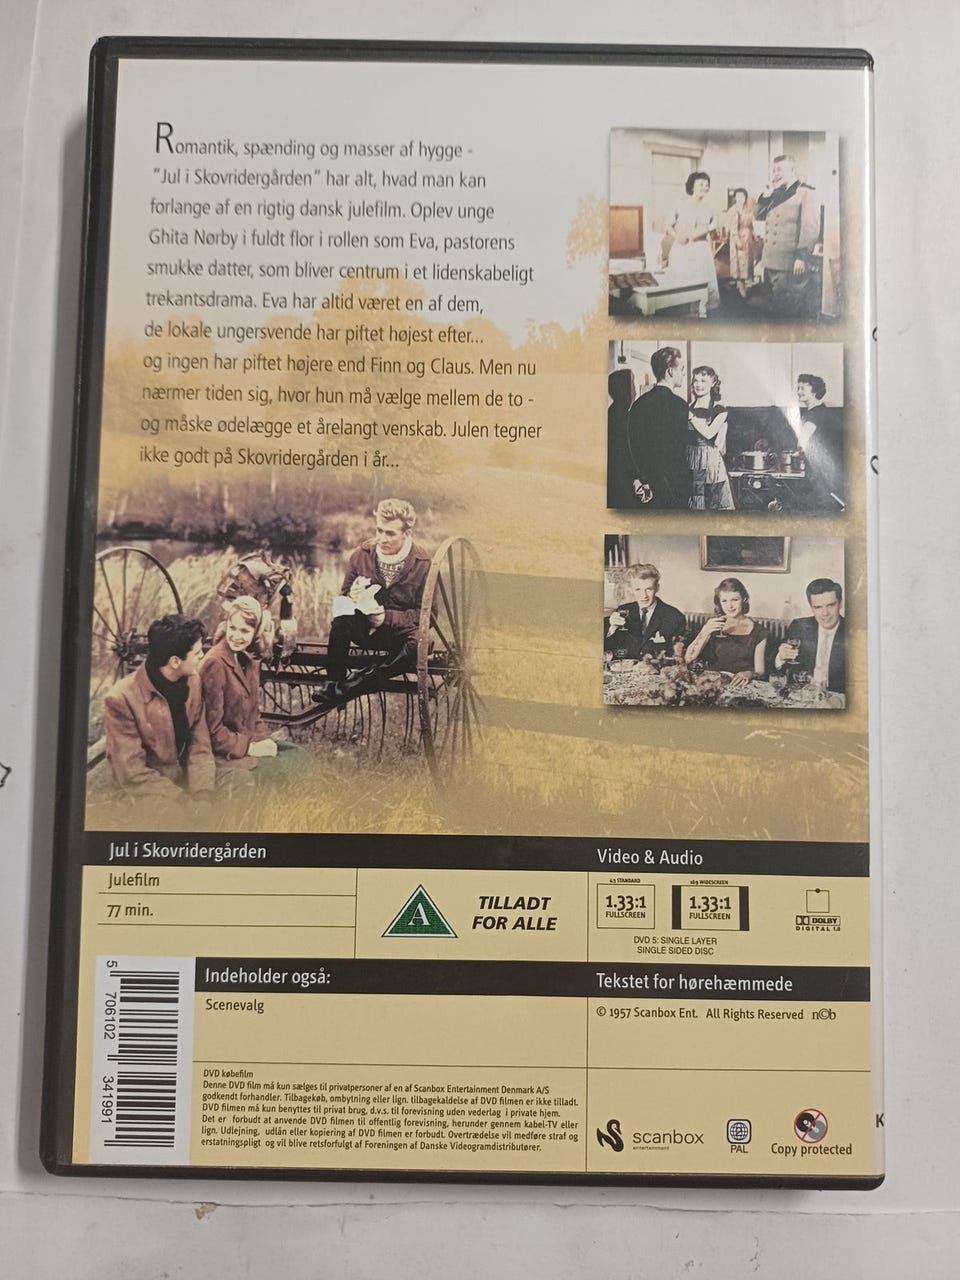 Romantik, spænding og masser af hygge -
"Jul i Skovridergården" har alt, hvad man kan
forlange af en rigtig dansk julefilm. Oplev unge
Ghita Nørby i fuldt flor i rollen som Eva, pastorens
smukke datter, som bliver centrum i et lidenskabeligt
trekantsdrama. Eva har altid været en af dem,
de lokale ungersvende har piftet højest efter...
og ingen har piftet højere end Finn og Claus. Men nu
nærmer tiden sig, hvor hun må vælge mellem de to -
og måske ødelægge et årelangt venskab. Julen tegner
ikke godt på Skovridergården i år...
Jul i Skovridergården
Julefilm
77 min.
A
TILLADT
FOR ALLE
Video & Audio
4:3 STANDARD
1.33:1
FULLSCREEN
16:9 WIDESCREEN
1.33:1
FULLSCREEN
DOLBY
DIGITAL 1.0
DVD 5: SINGLE LAYER
SINGLE SIDED DISC
Indeholder også:
Scenevalg
Tekstet for hørehæmmede
© 1957 Scanbox Ent. All Rights Reserved n©b
5 706102 341991
DVD købefilm
Denne DVD film må kun sælges til privatpersoner af en af Scanbox Entertainment Denmark A/S
godkendt forhandler. Tilbagekøb, ombytning eller lign. tilbagekaldelse af DVD filmen er ikke tilladt.
DVD filmen må kun benyttes til privat brug, d.v.s. til forevisning uden vederlag i private hjem.
Det er forbudt at anvende DVD filmen til offentlig forevisning, herunder gennem kabel-TV eller
lign. Udlejning, udlån eller kopiering af DVD filmen er forbudt. Overtrædelse vil medføre straf og
erstatningspligt og vil blive retsforfulgt af Foreningen af Danske Videogramdistributører.
scanbox
entertainment
PAL
Copy protected
K